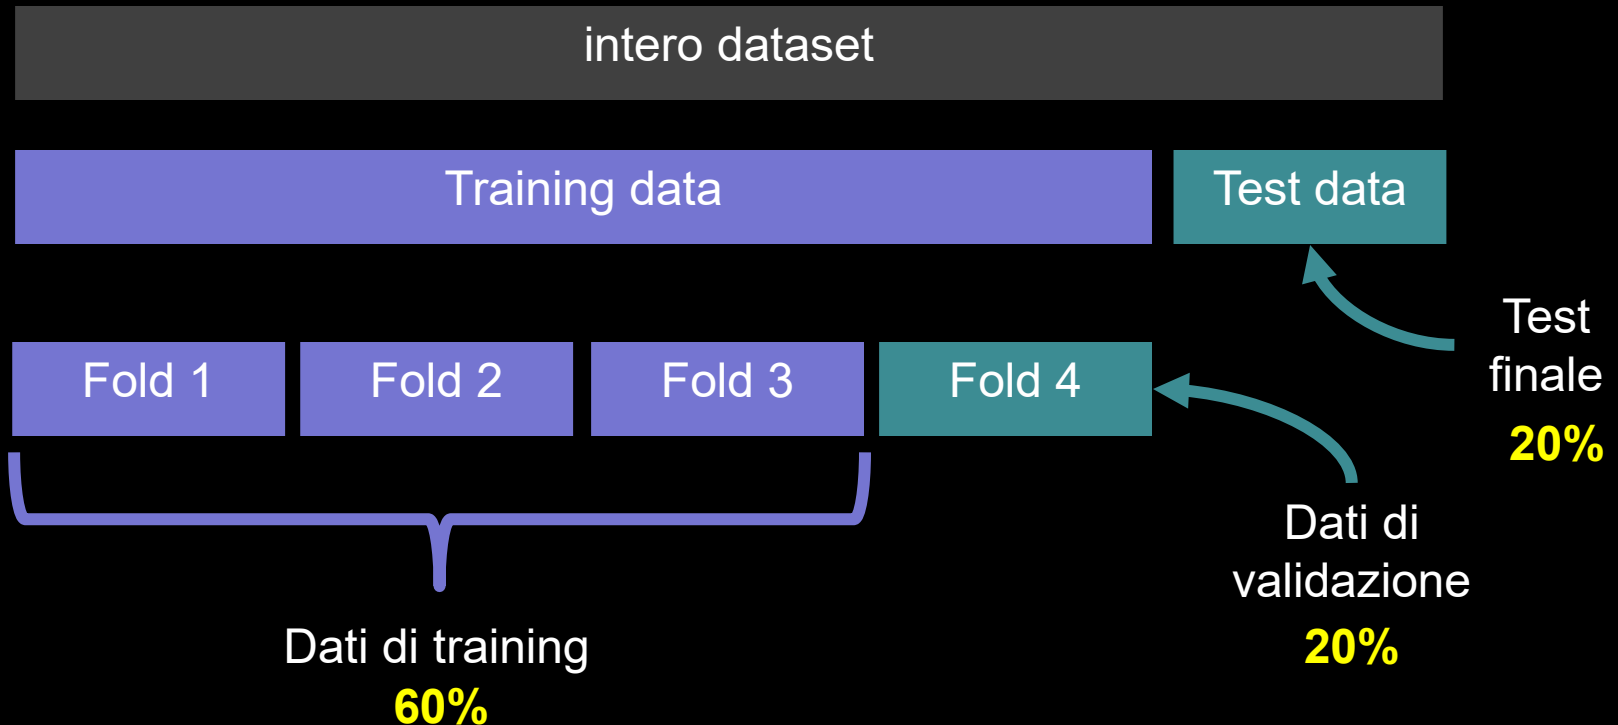 intero dataset
Training data
Test data
Fold 1
Fold 2
Fold 3
Fold 4
Test
finale
20%
Dati di
validazione
20%
Dati di training
60%